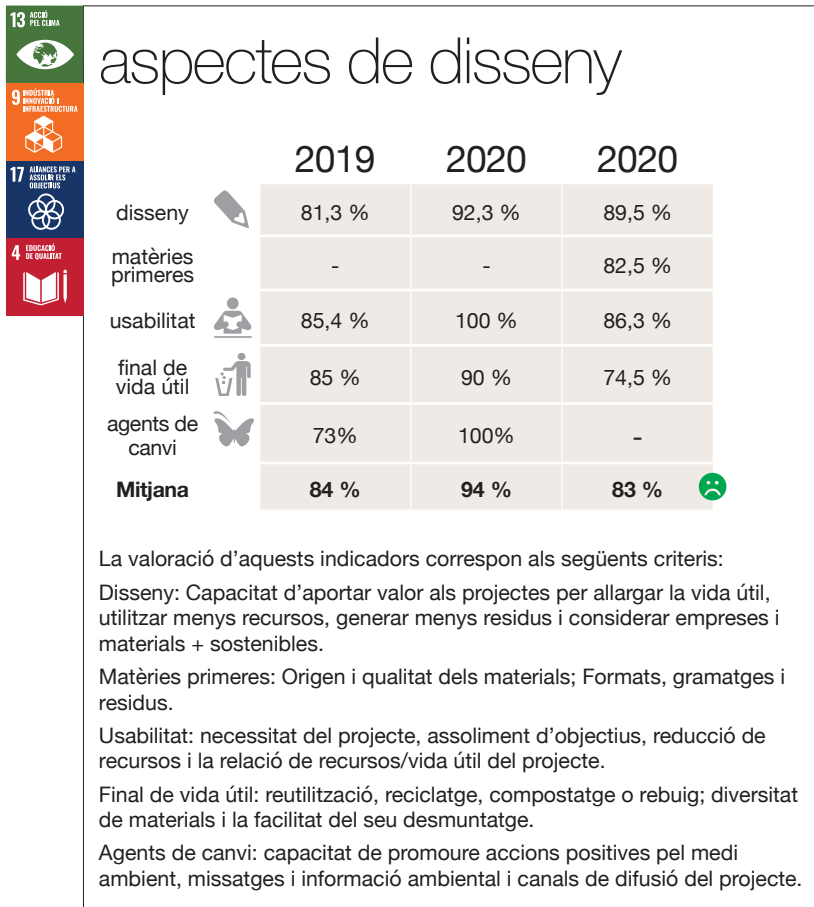 13 ACCIÓ
PEL CLIMA
9 INDÚSTRIA,
INNOVACIÓ I
INFRAESTRUCTURA
17 ALIANCES PER A
ASSOLIR ELS
OBJECTIUS
4 EDUCACIÓ
DE QUALITAT
aspectes de disseny
2019 2020 2020
disseny 81,3 % 92,3 % 89,5 %
matèries
primeres - - 82,5 %
usabilitat 85,4 % 100 % 86,3 %
final de
vida útil 85 % 90 % 74,5 %
agents de
canvi 73% 100% -
Mitjana 84 % 94 % 83 %
La valoració d’aquests indicadors correspon als següents criteris:
Disseny: Capacitat d’aportar valor als projectes per allargar la vida útil,
utilitzar menys recursos, generar menys residus i considerar empreses i
materials + sostenibles.
Matèries primeres: Origen i qualitat dels materials; Formats, gramatges i
residus.
Usabilitat: necessitat del projecte, assoliment d’objectius, reducció de
recursos i la relació de recursos/vida útil del projecte.
Final de vida útil: reutilització, reciclatge, compostatge o rebuig; diversitat
de materials i la facilitat del seu desmuntatge.
Agents de canvi: capacitat de promoure accions positives pel medi
ambient, missatges i informació ambiental i canals de difusió del projecte.